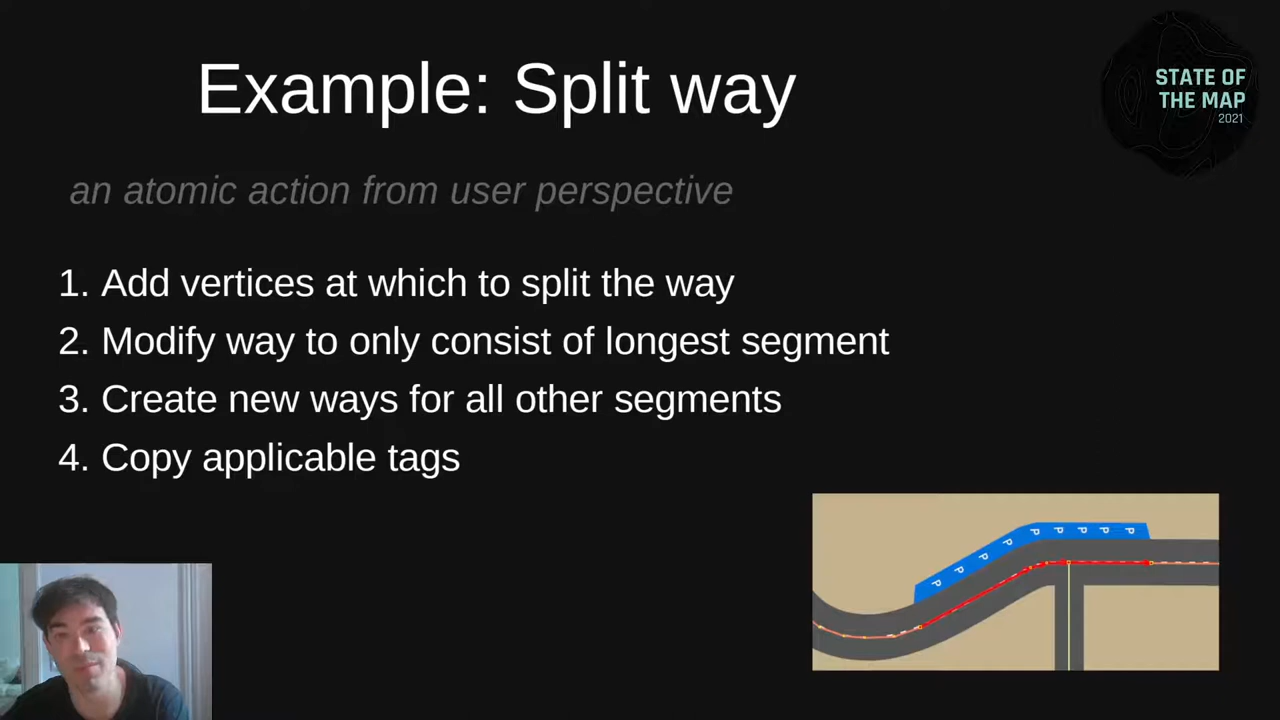 Example: Split way
STATE OF
THE MAP
2021
an atomic action from user perspective
1. Add vertices at which to split the way
2. Modify way to only consist of longest segment
3. Create new ways for all other segments
4. Copy applicable tags
P P P P P P P P P